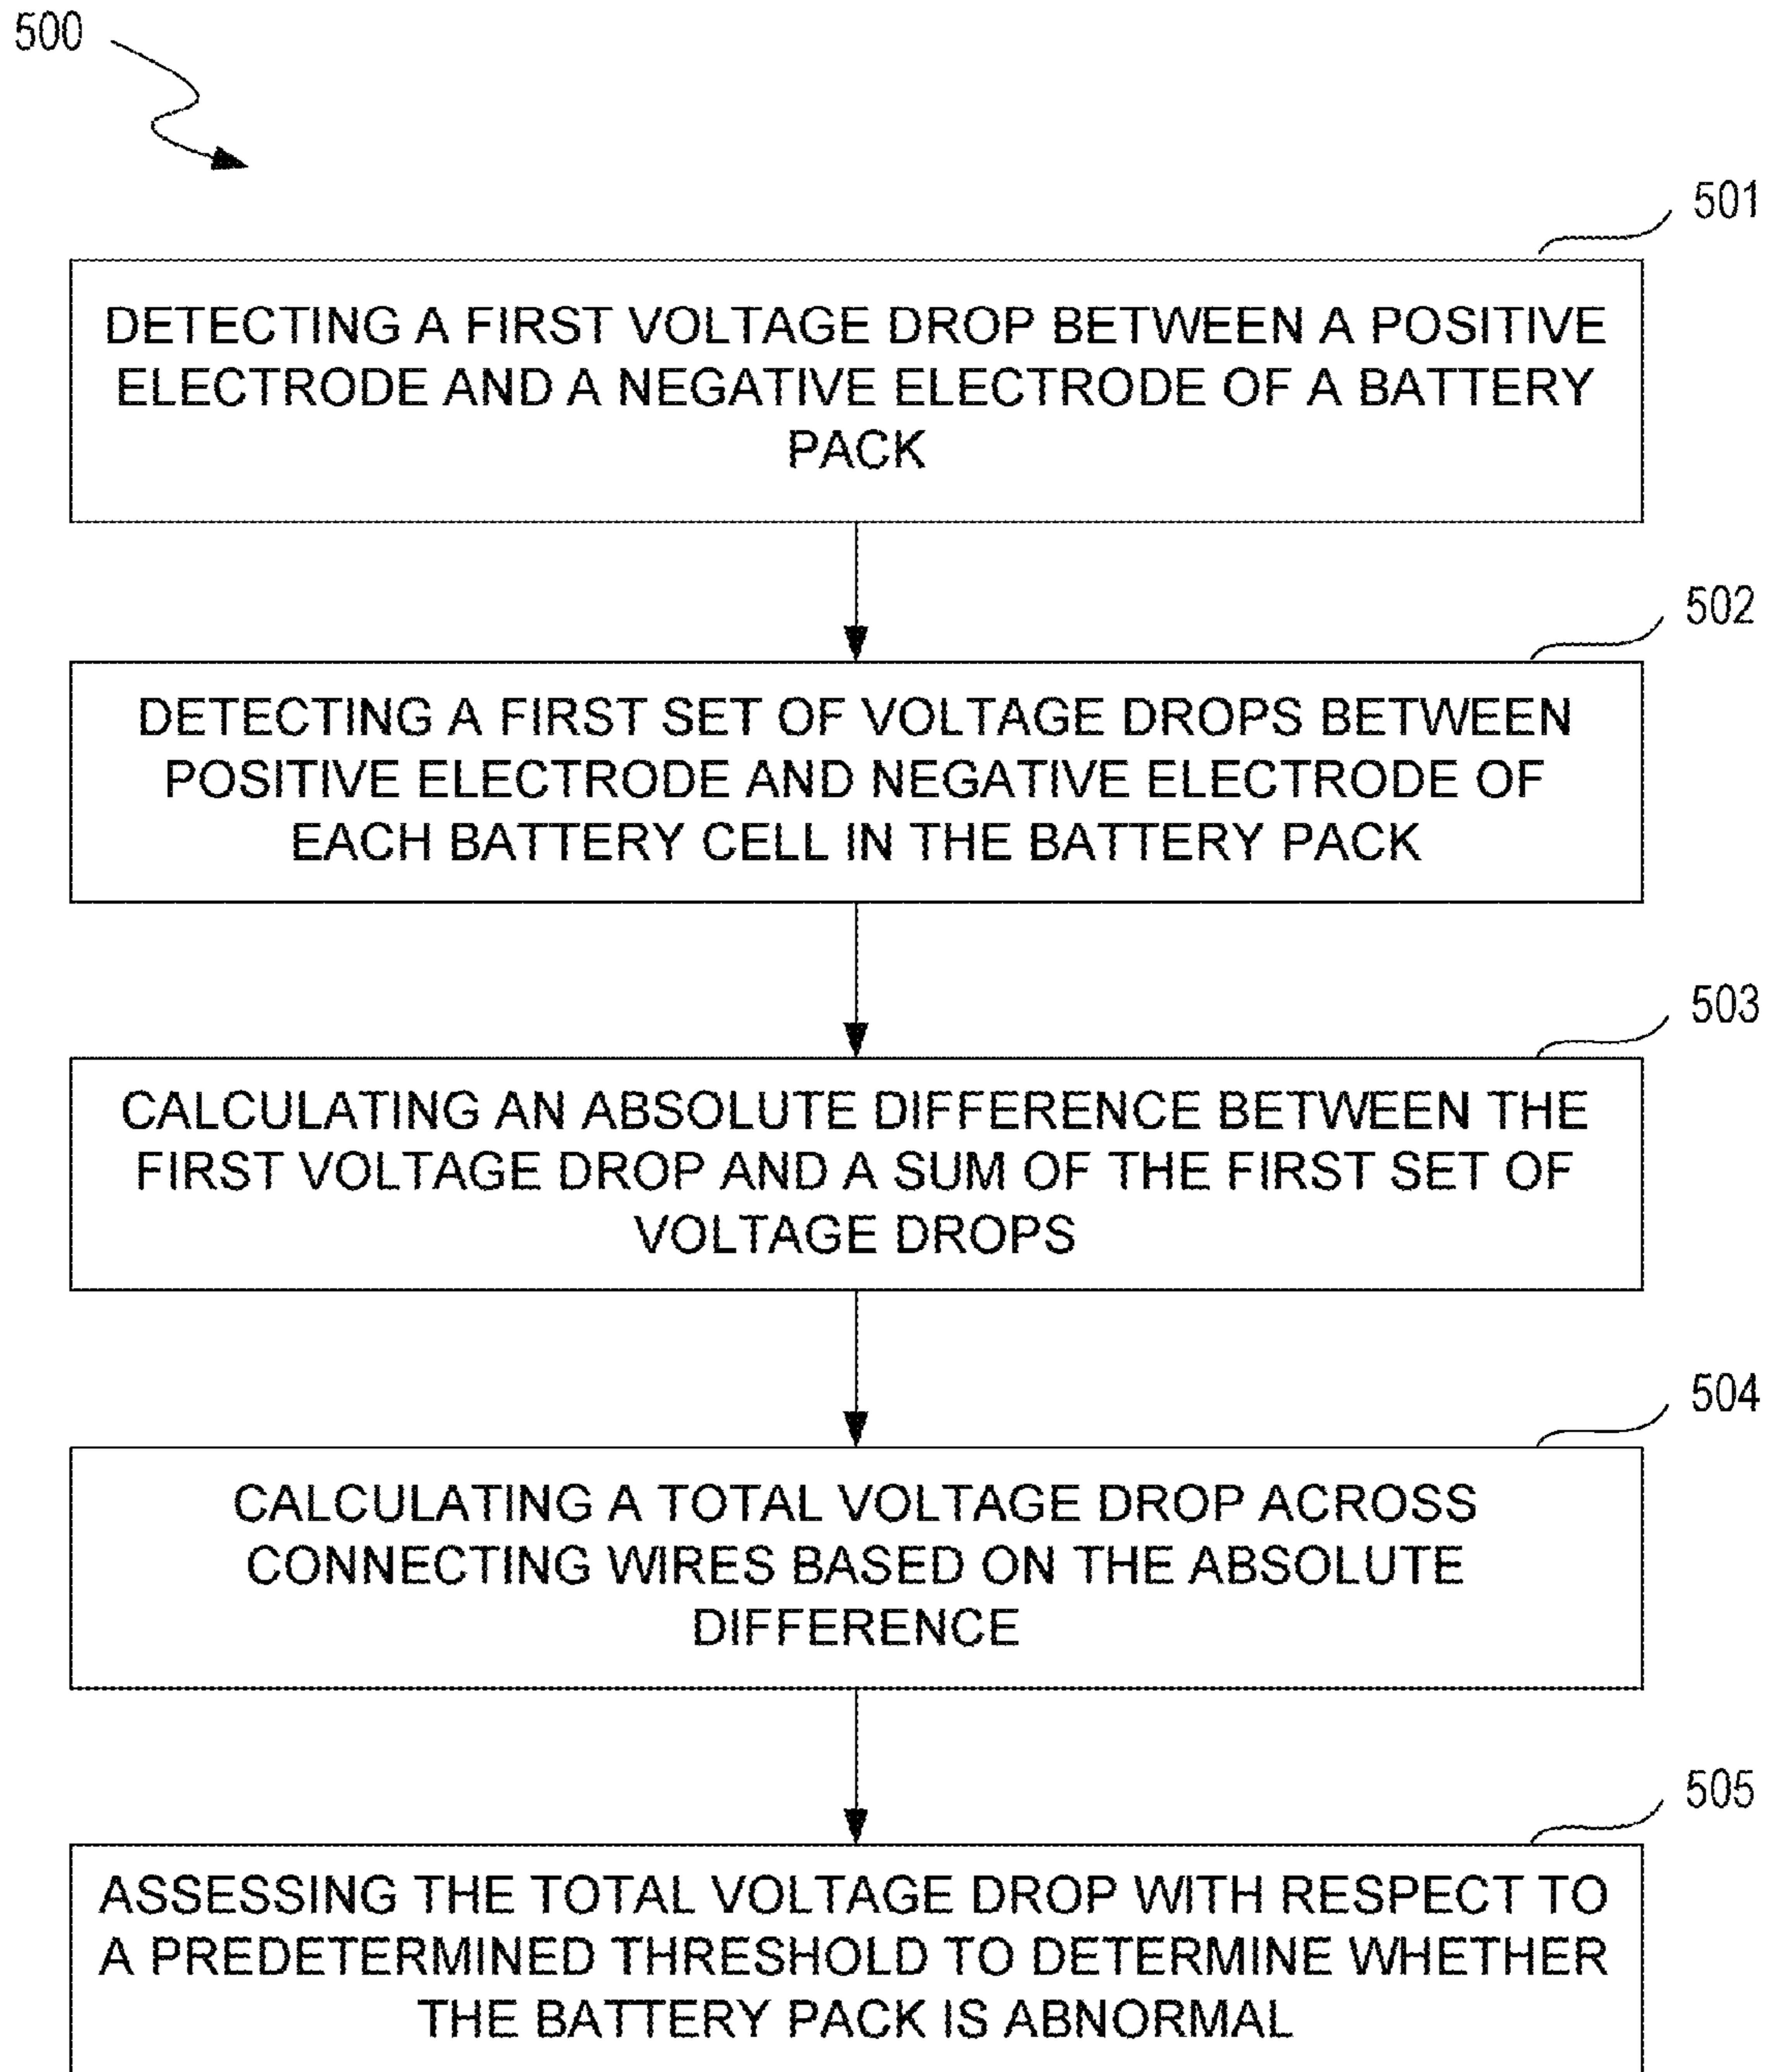 500
501
DETECTING A FIRST VOLTAGE DROP BETWEEN A POSITIVE
ELECTRODE AND A NEGATIVE ELECTRODE OF A BATTERY
PACK
502
DETECTING A FIRST SET OF VOLTAGE DROPS BETWEEN
POSITIVE ELECTRODE AND NEGATIVE ELECTRODE OF
EACH BATTERY CELL IN THE BATTERY PACK
503
CALCULATING AN ABSOLUTE DIFFERENCE BETWEEN THE
FIRST VOLTAGE DROP AND A SUM OF THE FIRST SET OF
VOLTAGE DROPS
504
CALCULATING A TOTAL VOLTAGE DROP ACROSS
CONNECTING WIRES BASED ON THE ABSOLUTE
DIFFERENCE
505
ASSESSING THE TOTAL VOLTAGE DROP WITH RESPECT TO
A PREDETERMINED THRESHOLD TO DETERMINE WHETHER
THE BATTERY PACK IS ABNORMAL